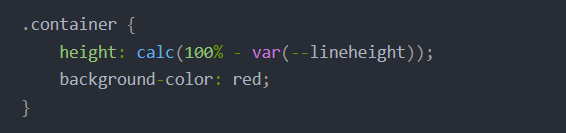 .container {
    height: calc(100% - var(--lineheight));
    background-color: red;
}